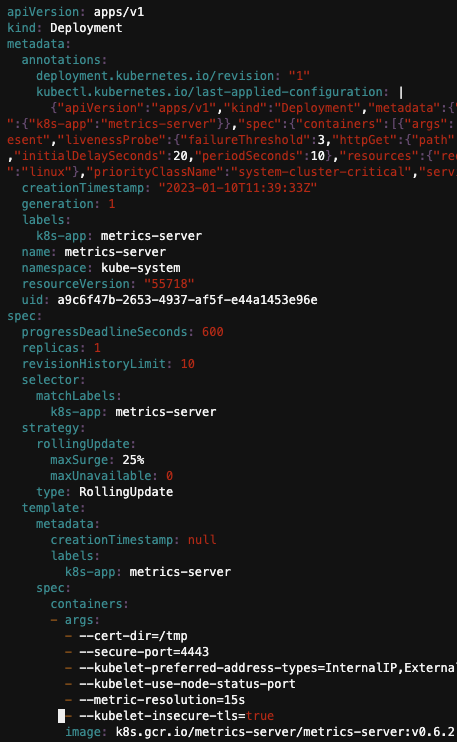 apiVersion: apps/v1
kind: Deployment
metadata:
  annotations:
    deployment.kubernetes.io/revision: "1"
    kubectl.kubernetes.io/last-applied-configuration: |
      {"apiVersion":"apps/v1","kind":"Deployment","metadata":{"
":{"k8s-app":"metrics-server"}},"spec":{"containers":[{"args":
esent","livenessProbe":{"failureThreshold":3,"httpGet":{"path"
,"initialDelaySeconds":20,"periodSeconds":10},"resources":{"re
":"linux"},"priorityClassName":"system-cluster-critical","serv
  creationTimestamp: "2023-01-10T11:39:33Z"
  generation: 1
  labels:
    k8s-app: metrics-server
  name: metrics-server
  namespace: kube-system
  resourceVersion: "55718"
  uid: a9c6f47b-2653-4937-af5f-e44a1453e96e
spec:
  progressDeadlineSeconds: 600
  replicas: 1
  revisionHistoryLimit: 10
  selector:
    matchLabels:
      k8s-app: metrics-server
  strategy:
    rollingUpdate:
      maxSurge: 25%
      maxUnavailable: 0
    type: RollingUpdate
  template:
    metadata:
      creationTimestamp: null
      labels:
        k8s-app: metrics-server
    spec:
      containers:
      - args:
        - --cert-dir=/tmp
        - --secure-port=4443
        - --kubelet-preferred-address-types=InternalIP,External
        - --kubelet-use-node-status-port
        - --metric-resolution=15s
        - --kubelet-insecure-tls=true
        image: k8s.gcr.io/metrics-server/metrics-server:v0.6.2